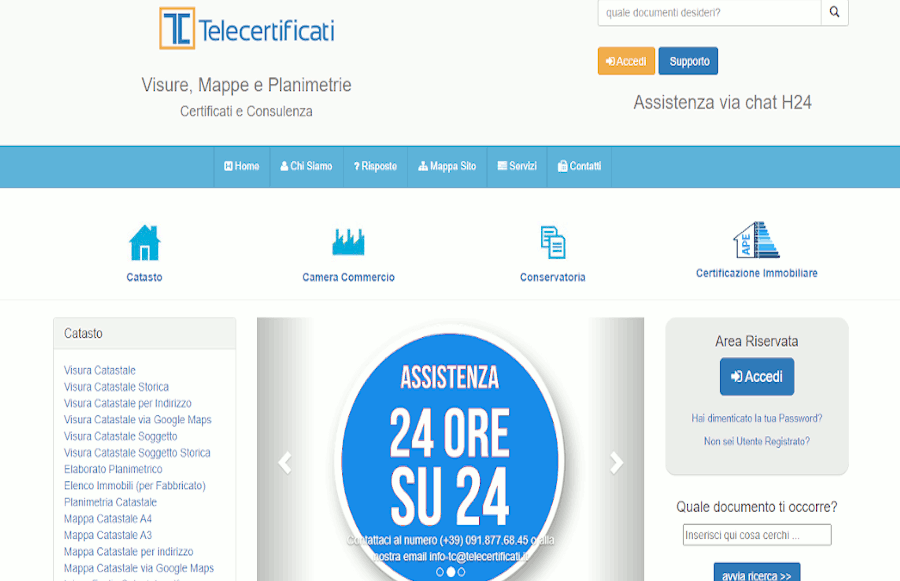 quale documenti desideri?
TC Telecertificati
Accedi
Supporto
Visure, Mappe e Planimetrie
Certificati e Consulenza
Assistenza via chat H24
Home
Chi Siamo
? Risposte
Mappa Sito
Servizi
Contatti
APE
Catasto
Camera Commercio
Conservatoria
Certificazione Immobiliare
Catasto
Visura Catastale
Visura Catastale Storica
Visura Catastale per Indirizzo
Visura Catastale via Google Maps
Visura Catastale Soggetto
Visura Catastale Soggetto Storica
Elaborato Planimetrico
Elenco Immobili (per Fabbricato)
Planimetria Catastale
Mappa Catastale A4
Mappa Catastale A3
Mappa Catastale per indirizzo
Mappa Catastale via Google Maps
ASSISTENZA
24 ORE
SU 24
Contattaci al numero (+39) 091.877.68.45 o alla
nostra email info-tc@telecertificati.it
Area Riservata
Accedi
Hai dimenticato la tua Password?
Non sei Utente Registrato?
Quale documento ti occorre?
Inserisci qui cosa cerchi ...
avvia ricerca >>